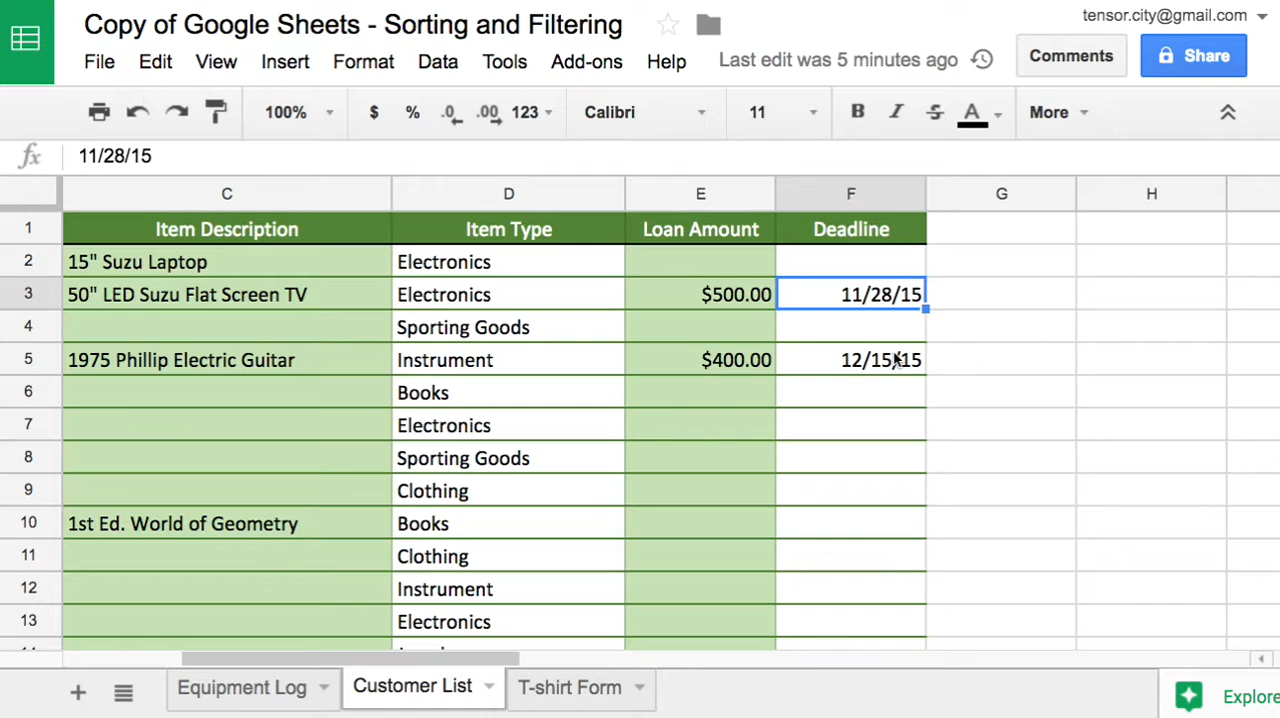 Copy of Google Sheets - Sorting and Filtering
tensor.city@gmail.com
File Edit View Insert Format Data Tools Add-ons Help Last edit was 5 minutes ago
Comments Share
100% $ % .0 .00 123 Calibri 11 B I S A More
fx 11/28/15
C D E F G H
1 Item Description Item Type Loan Amount Deadline
2 15" Suzu Laptop Electronics
3 50" LED Suzu Flat Screen TV Electronics $500.00 11/28/15
4 Sporting Goods
5 1975 Phillip Electric Guitar Instrument $400.00 12/15/15
6 Books
7 Electronics
8 Sporting Goods
9 Clothing
10 1st Ed. World of Geometry Books
11 Clothing
12 Instrument
13 Electronics
+ Equipment Log Customer List T-shirt Form Explore